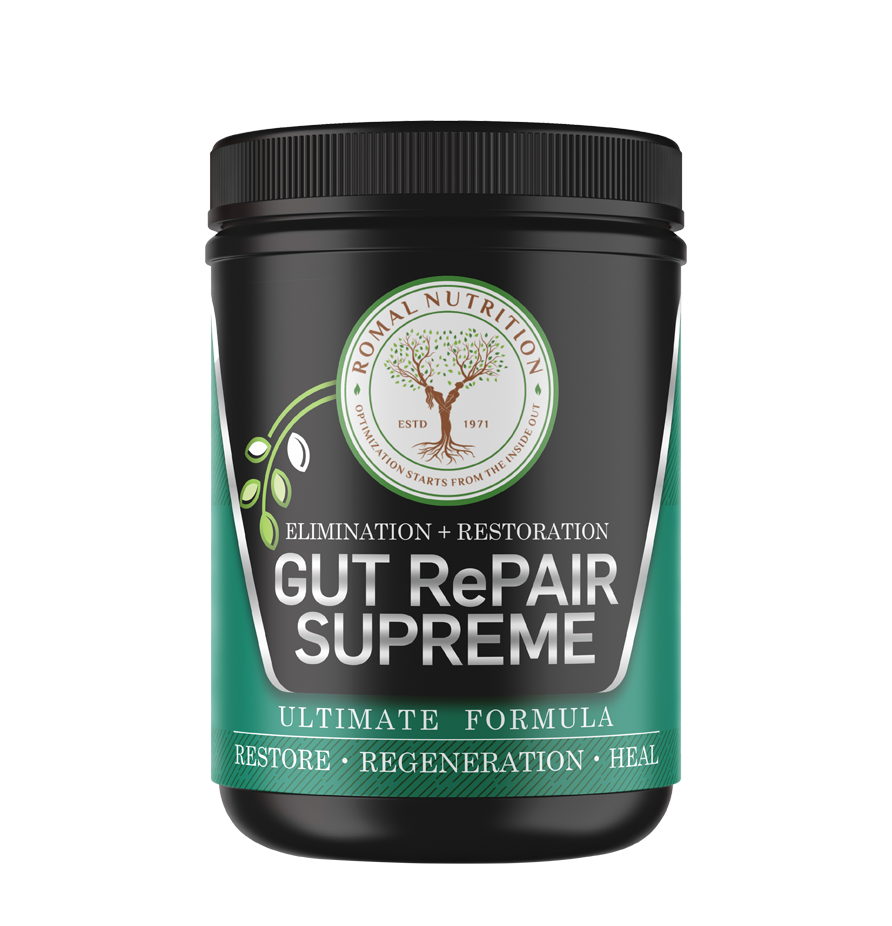 ROMAL NUTRITION
ESTD 1971
OPTIMIZATION STARTS FROM THE INSIDE OUT
ELIMINATION + RESTORATION
GUT RePAIR
SUPREME
ULTIMATE FORMULA
RESTORE • REGENERATION • HEAL